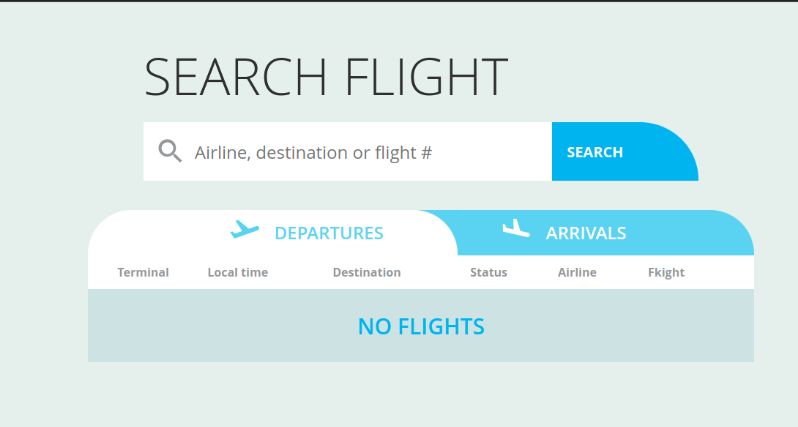 SEARCH FLIGHT
Airline, destination or flight #
SEARCH
DEPARTURES
ARRIVALS
Terminal Local time Destination Status Airline Fkight
NO FLIGHTS